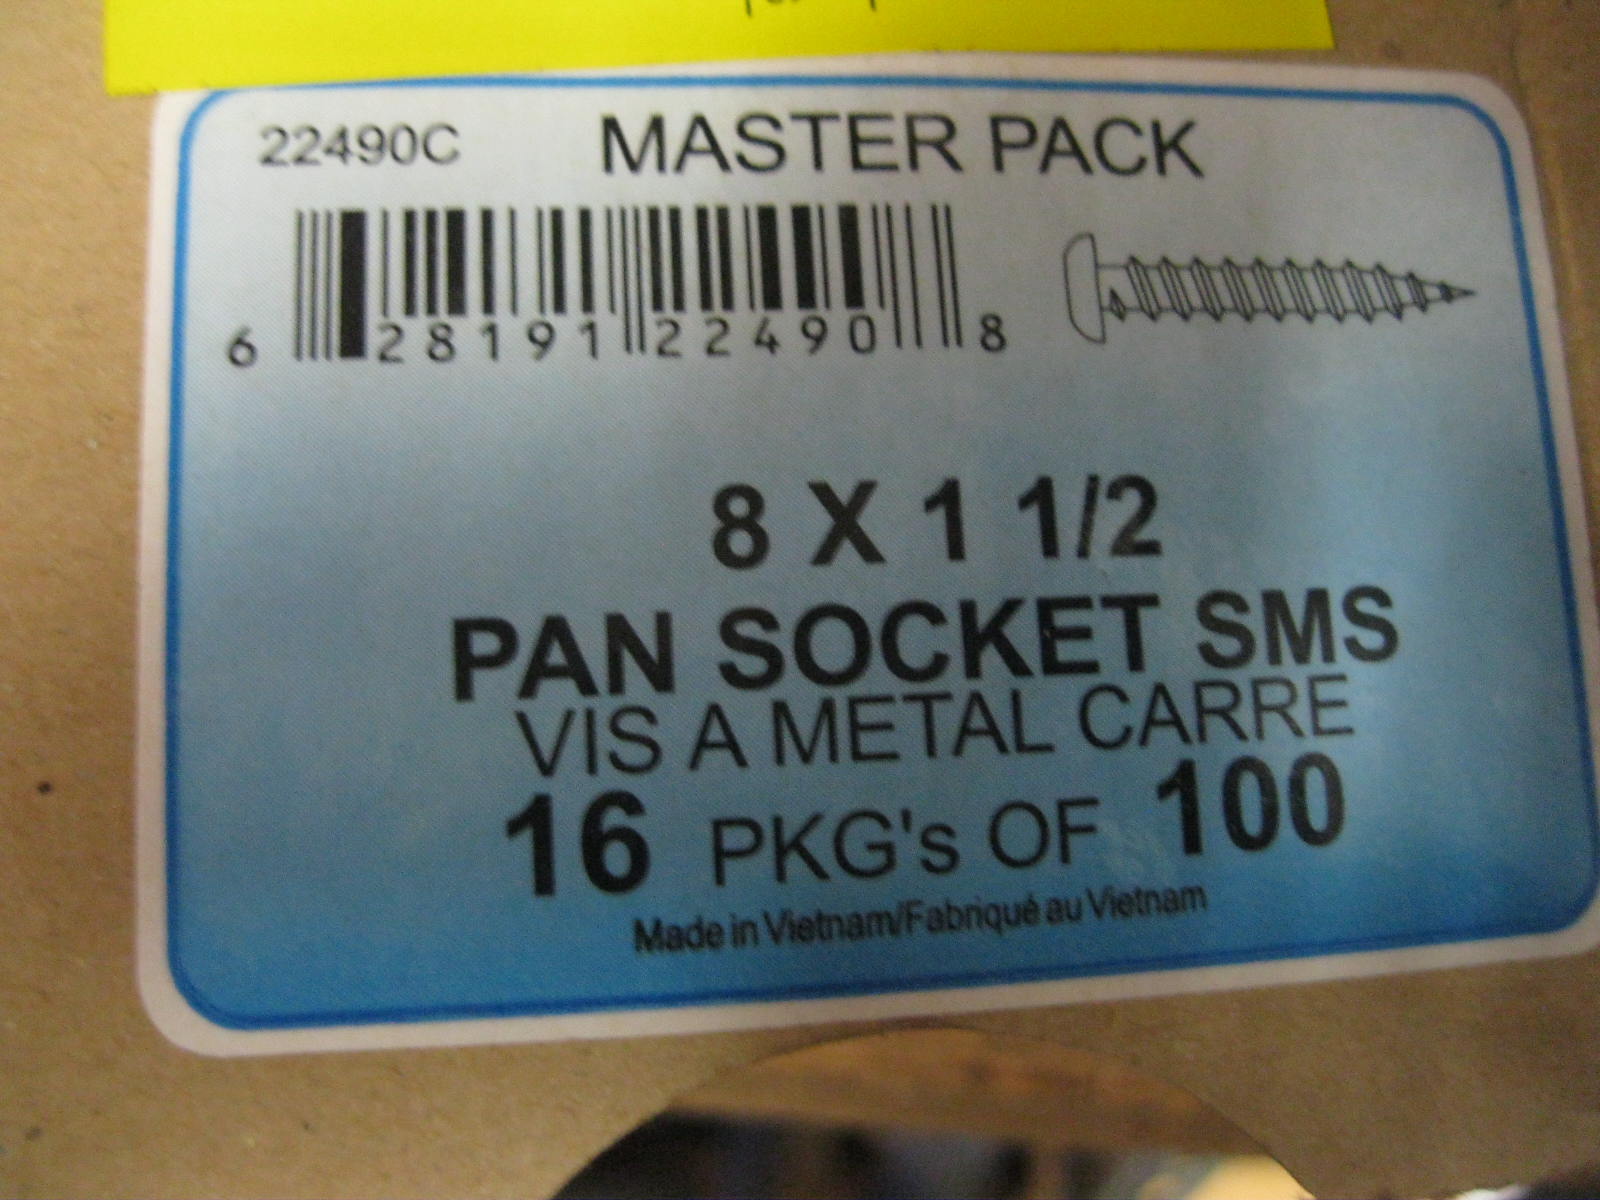 22490C MASTER PACK
6 28191 22490 8
8 X 1 1/2
PAN SOCKET SMS
VIS A METAL CARRE
16 PKG's OF 100
Made in Vietnam/Fabriqué au Vietnam